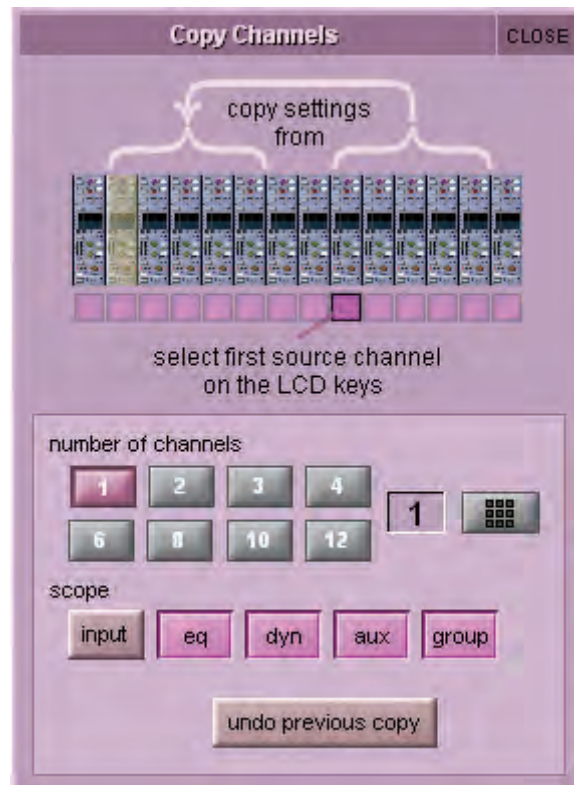 Copy Channels CLOSE
copy settings
from
select first source channel
on the LCD keys
number of channels
1 2 3 4
1
6 8 10 12
scope
input eq dyn aux group
undo previous copy